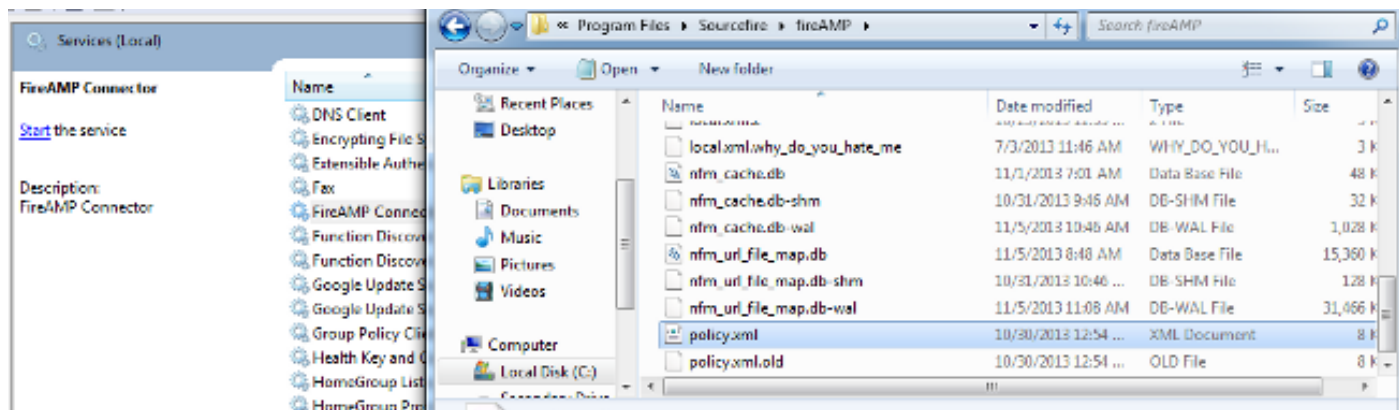 Services (Local)
FireAMP Connector
Start the service
Description:
FireAMP Connector
Name
DNS Client
Encrypting File S
Extensible Authe
Fax
FireAMP Connec
Function Discov
Function Discov
Google Update S
Google Update S
Group Policy Clie
Health Key and C
HomeGroup List
HomeGroup Pro
« Program Files ▸ Sourcefire ▸ fireAMP ▸
Search fireAMP
Organize ▾ Open ▾ New folder
Recent Places
Desktop
Libraries
Documents
Music
Pictures
Videos
Computer
Local Disk (C:)
Name Date modified Type Size
local.xml.why_do_you_hate_me 7/3/2013 11:46 AM WHY_DO_YOU_H... 3 K
nfm_cache.db 11/1/2013 7:01 AM Data Base File 48 K
nfm_cache.db-shm 10/31/2013 9:46 AM DB-SHM File 32 K
nfm_cache.db-wal 11/5/2013 10:46 AM DB-WAL File 1,028 K
nfm_url_file_map.db 11/5/2013 8:48 AM Data Base File 15,360 K
nfm_url_file_map.db-shm 10/31/2013 10:46 ... DB-SHM File 128 K
nfm_url_file_map.db-wal 11/5/2013 11:08 AM DB-WAL File 31,466 K
policy.xml 10/30/2013 12:54 ... XML Document 8 K
policy.xml.old 10/30/2013 12:54 ... OLD File 8 K